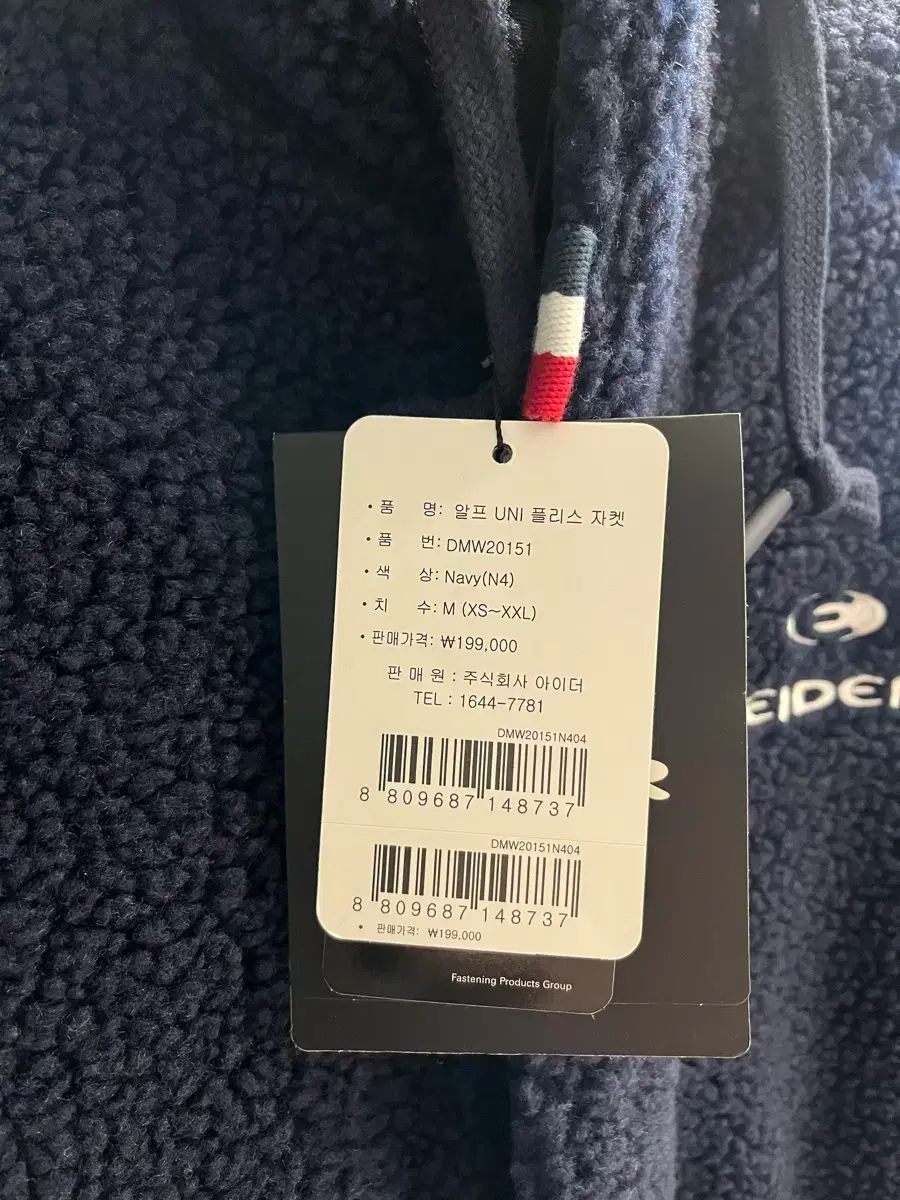 • 품 명: 알프 UNI 플리스 자켓
• 품 번: DMW20151
• 색 상: Navy(N4)
• 치 수: M (XS~XXL)
• 판매가격: ₩199,000
판 매 원 : 주식회사 아이더
TEL : 1644-7781
DMW20151N404
8 809687 148737
DMW20151N404
8 809687 148737
• 판매가격: ₩199,000
Fastening Products Group
EIDER